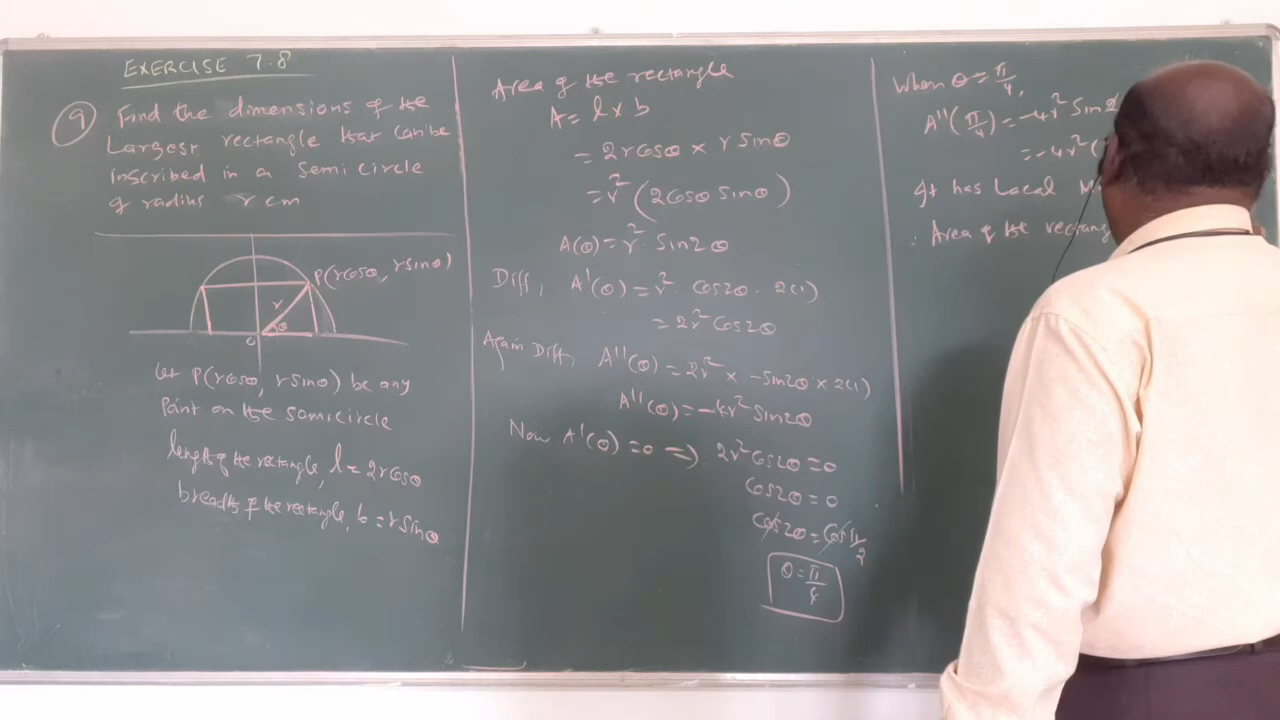 EXERCISE 7.8
9 Find the dimensions of the
Largest rectangle that can be
inscribed in a semi circle
of radius r cm
P(rcosθ, rsinθ)
r
θ
O
Let P(rcosθ, rsinθ) be any
Point on the semicircle
length of the rectangle, l = 2rcosθ
breadth of the rectangle, b = rsinθ
Area of the rectangle
A = l × b
= 2rcosθ × rsinθ
= r² (2cosθ sinθ)
A(θ) = r² sin2θ
Diff, A'(θ) = r² cos2θ · 2(1)
= 2r² cos2θ
Again Diff, A''(θ) = 2r² × -sin2θ × 2(1)
A''(θ) = -4r² sin2θ
Now A'(θ) = 0 ⇒ 2r² cos2θ = 0
cos2θ = 0
cos2θ = cos π/2
θ = π/4
When θ = π/4,
A''(π/4) = -4r² sin 2
= -4r² (
It has Local
∴ Area of the